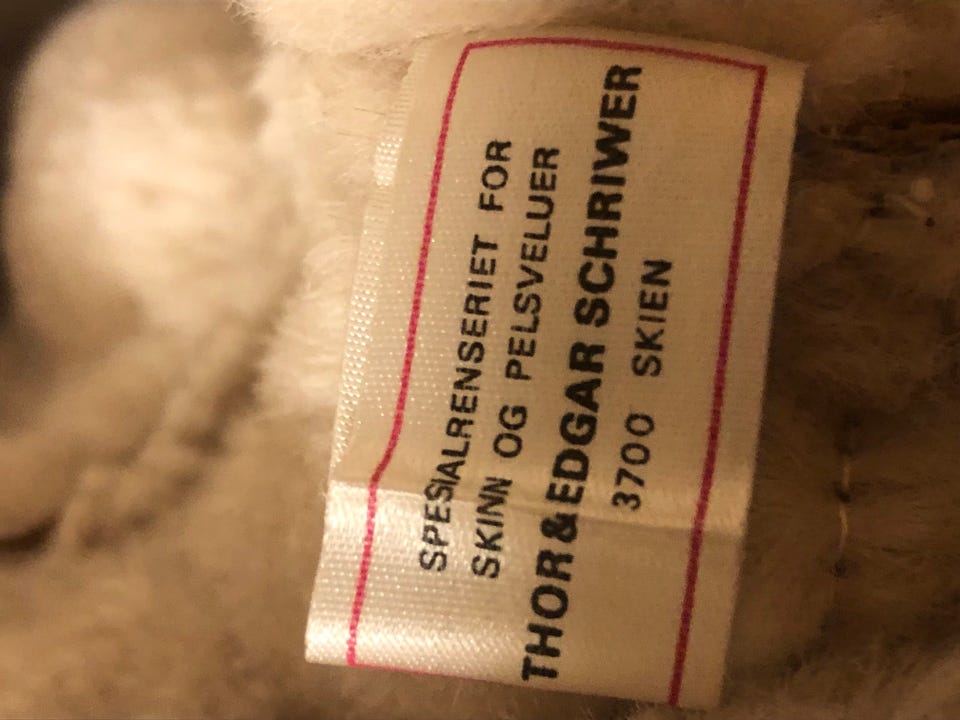 SPESIALRENSERIET FOR
SKINN OG PELSVELUER
THOR & EDGAR SCHRIWER
3700 SKIEN